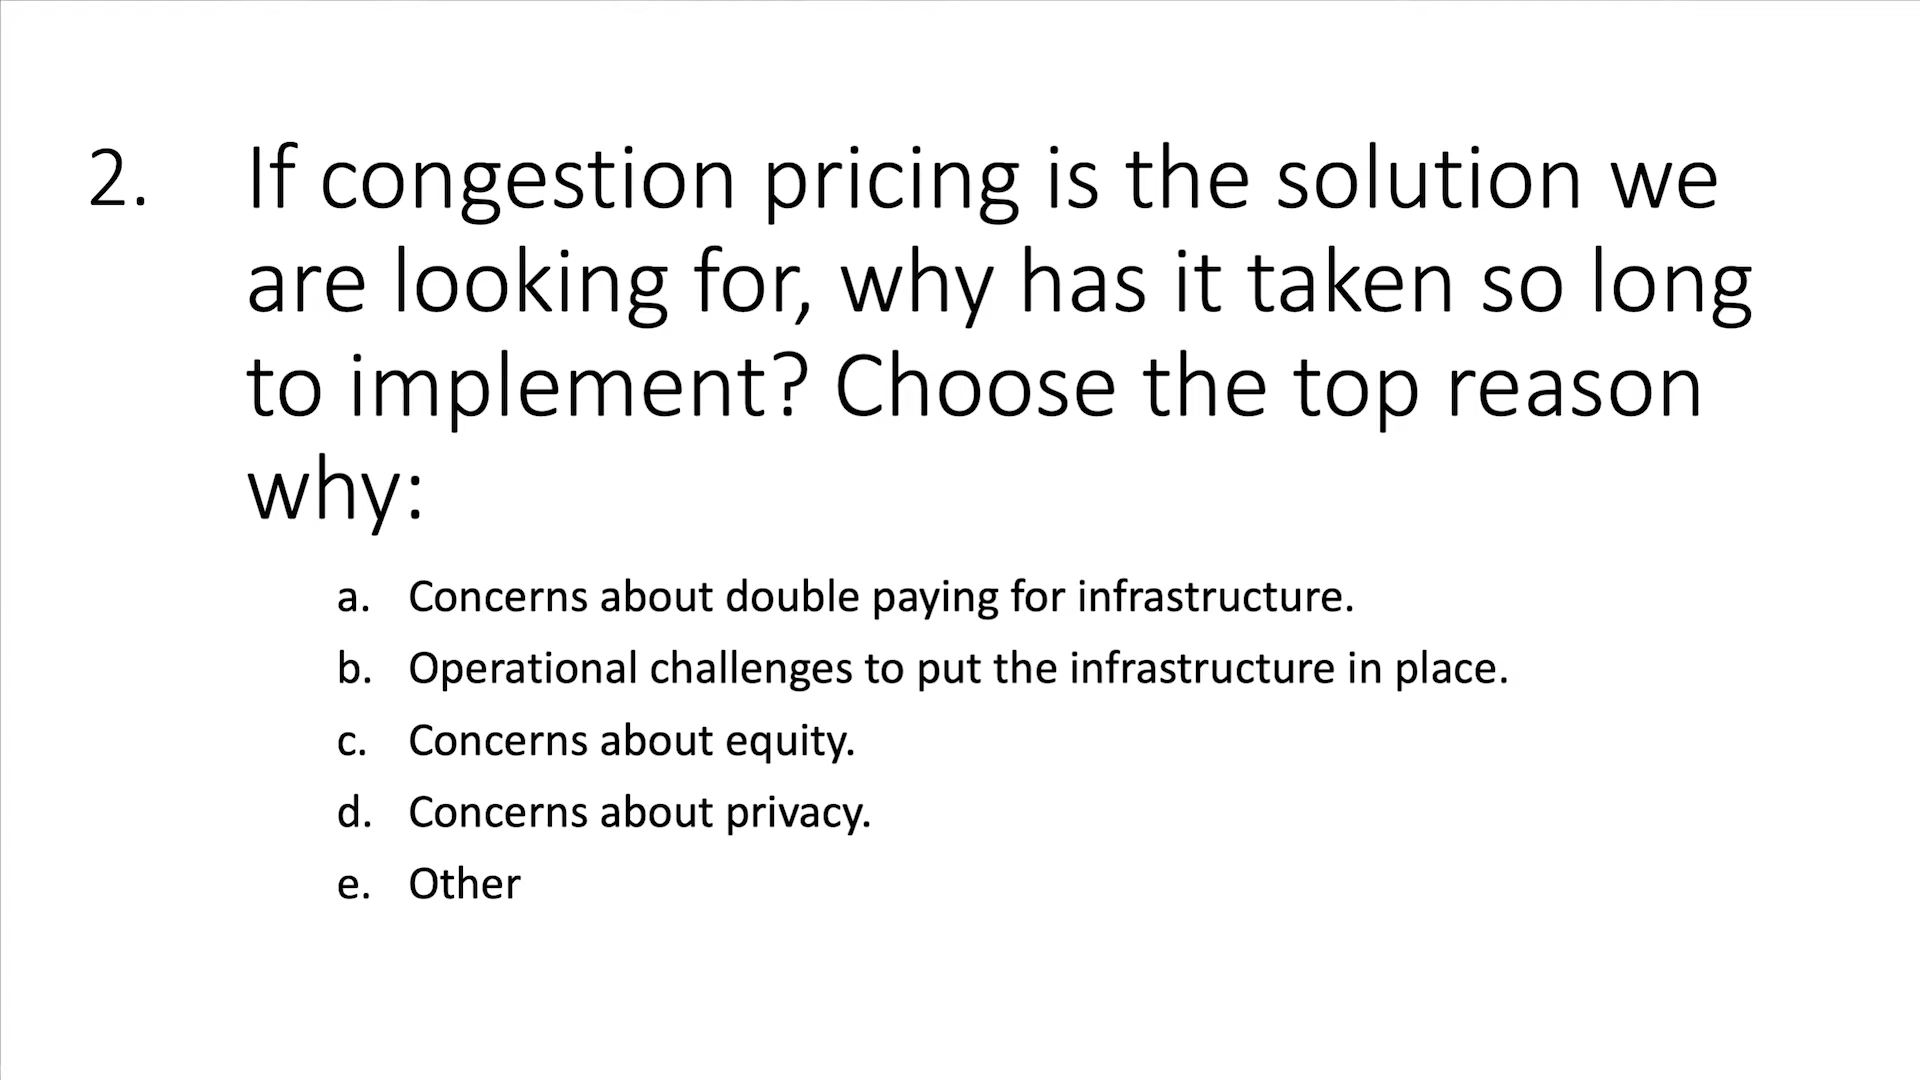 2. If congestion pricing is the solution we
are looking for, why has it taken so long
to implement? Choose the top reason
why:
a. Concerns about double paying for infrastructure.
b. Operational challenges to put the infrastructure in place.
c. Concerns about equity.
d. Concerns about privacy.
e. Other